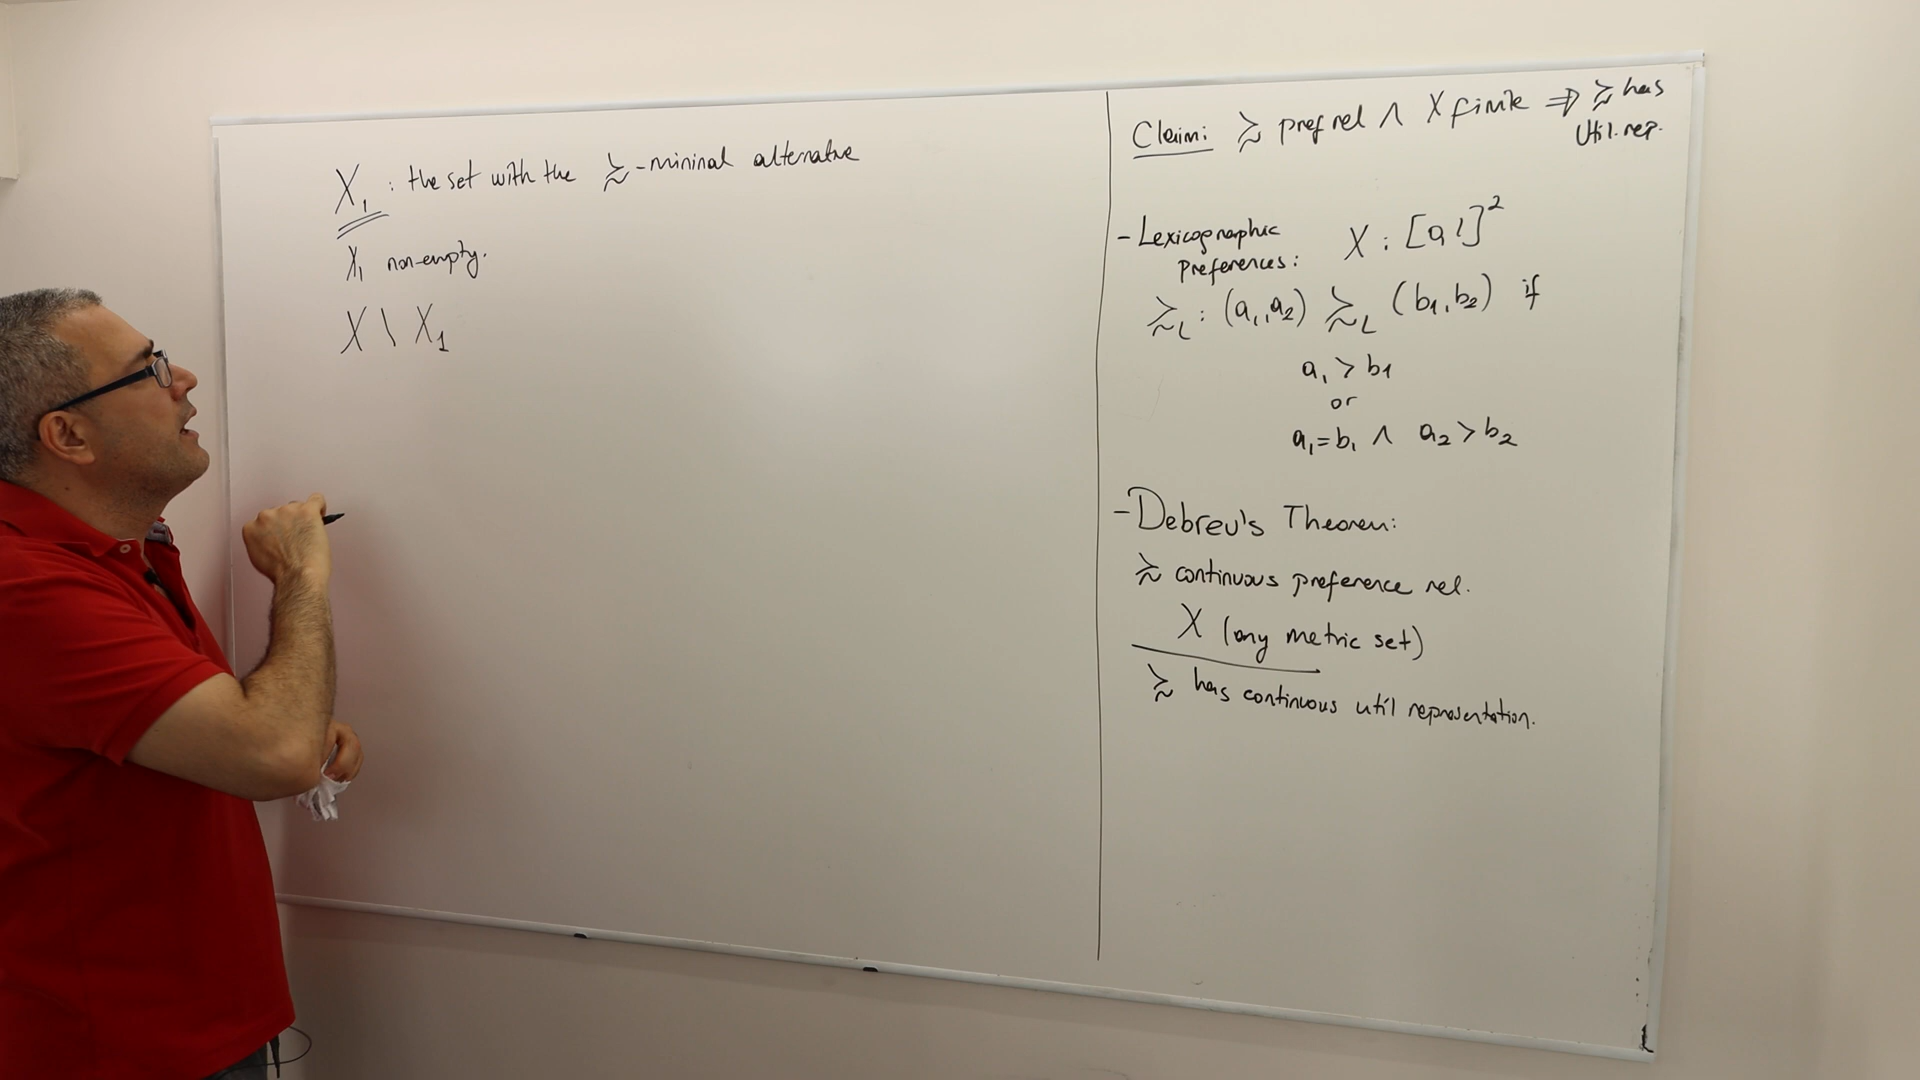 X₁ : the set with the ≿-minimal alternative
X₁ non-empty.
X \ X₁
Claim: ≿ pref rel ∧ X finite ⇒ ≿ has
Util. rep.
- Lexicographic
Preferences: X : [0,1]²
≿L : (a₁,a₂) ≿L (b₁,b₂) if
a₁ > b₁
or
a₁=b₁ ∧ a₂ > b₂
- Debreu's Theorem:
≿ continuous preference rel.
X (any metric set)
≿ has continuous util representation.